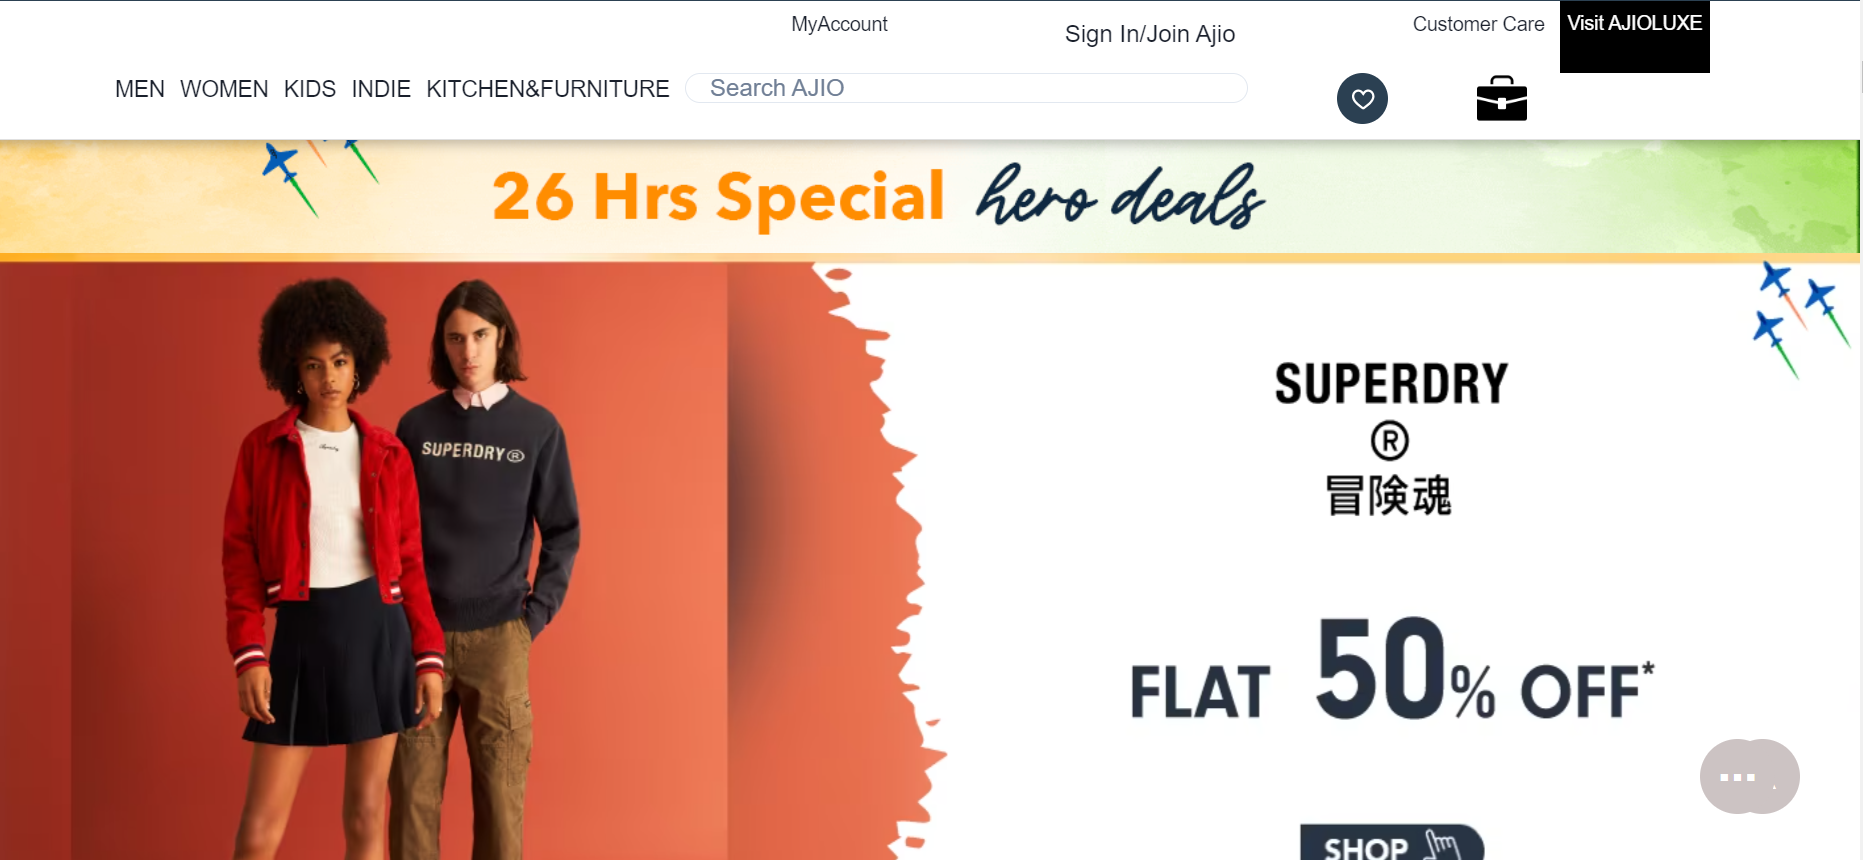 MyAccount
Sign In/Join Ajio
Customer Care
Visit AJIOLUXE
MEN WOMEN KIDS INDIE KITCHEN&FURNITURE
Search AJIO
26 Hrs Special hero deals
SUPERDRY®
SUPERDRY
®
冒険魂
FLAT 50% OFF*
SHOP